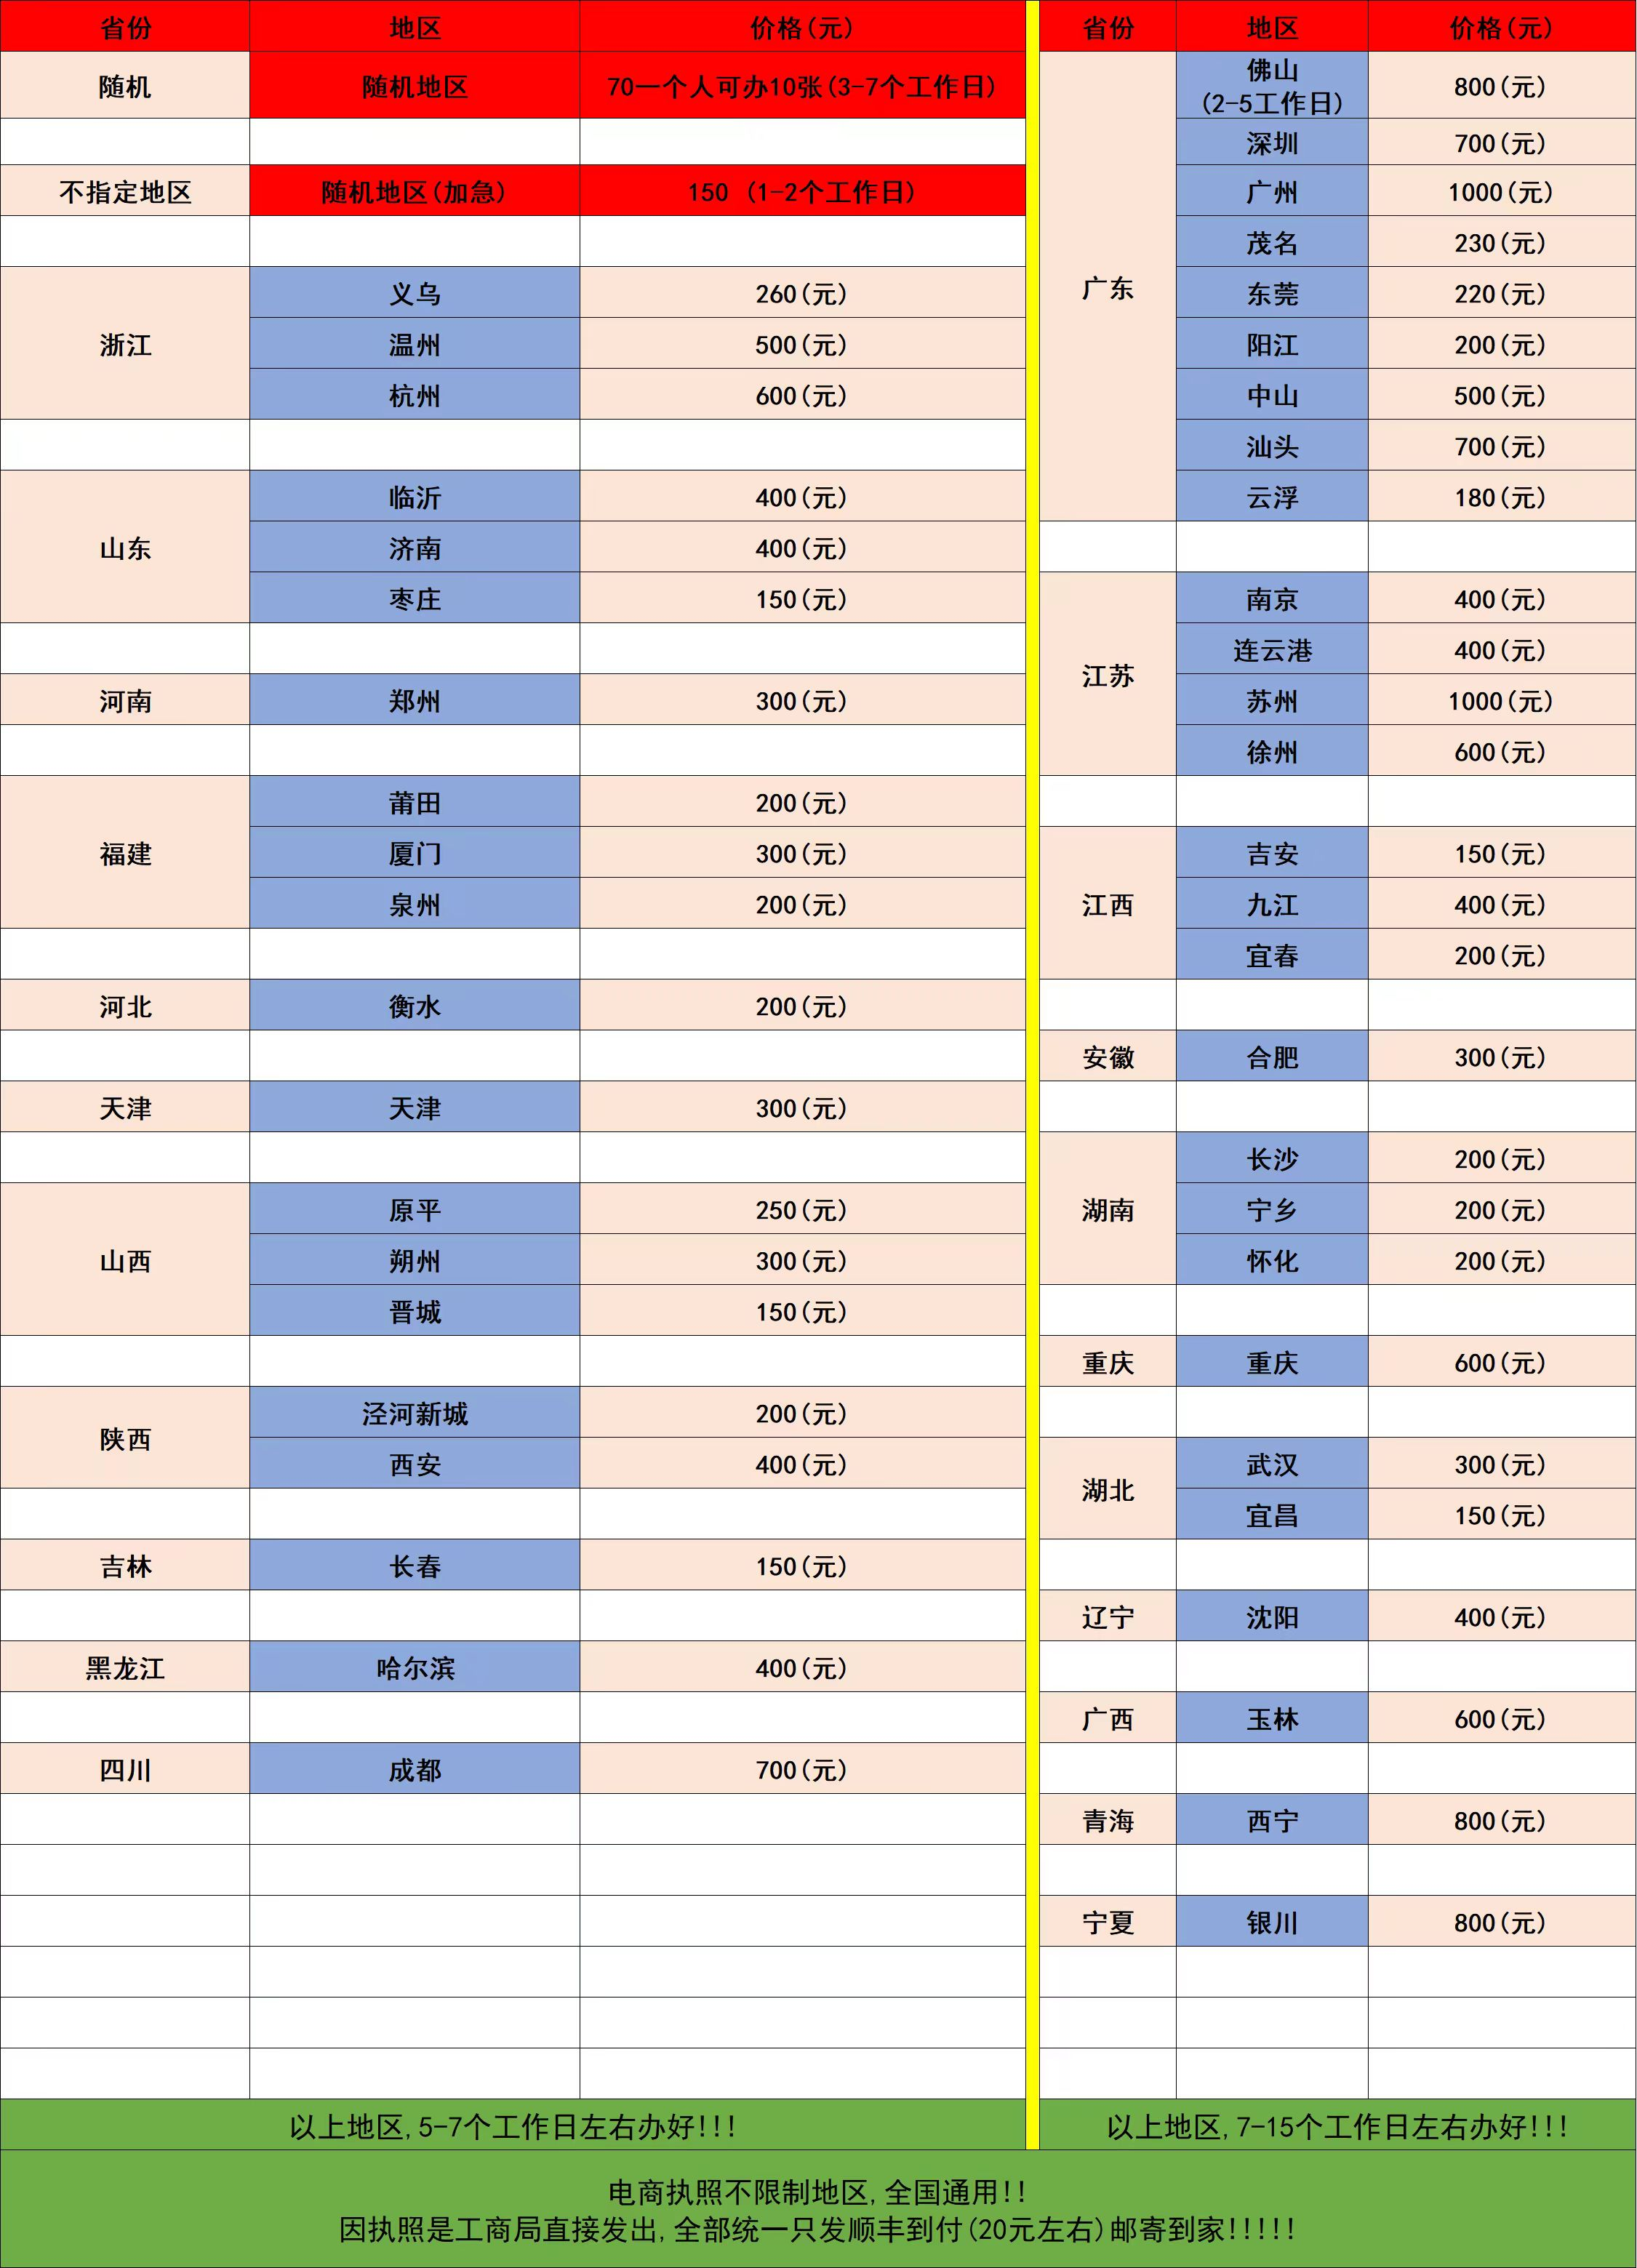 省份 地区 价格(元)
随机 随机地区 70一个人可办10张(3-7个工作日)
不指定地区 随机地区(加急) 150 (1-2个工作日)
浙江 义乌 260(元)
温州 500(元)
杭州 600(元)
山东 临沂 400(元)
济南 400(元)
枣庄 150(元)
河南 郑州 300(元)
福建 莆田 200(元)
厦门 300(元)
泉州 200(元)
河北 衡水 200(元)
天津 天津 300(元)
山西 原平 250(元)
朔州 300(元)
晋城 150(元)
陕西 泾河新城 200(元)
西安 400(元)
吉林 长春 150(元)
黑龙江 哈尔滨 400(元)
四川 成都 700(元)
以上地区,5-7个工作日左右办好!!!
省份 地区 价格(元)
广东 佛山
(2-5工作日) 800(元)
深圳 700(元)
广州 1000(元)
茂名 230(元)
东莞 220(元)
阳江 200(元)
中山 500(元)
汕头 700(元)
云浮 180(元)
江苏 南京 400(元)
连云港 400(元)
苏州 1000(元)
徐州 600(元)
江西 吉安 150(元)
九江 400(元)
宜春 200(元)
安徽 合肥 300(元)
湖南 长沙 200(元)
宁乡 200(元)
怀化 200(元)
重庆 重庆 600(元)
湖北 武汉 300(元)
宜昌 150(元)
辽宁 沈阳 400(元)
广西 玉林 600(元)
青海 西宁 800(元)
宁夏 银川 800(元)
以上地区,7-15个工作日左右办好!!!
电商执照不限制地区,全国通用!!
因执照是工商局直接发出,全部统一只发顺丰到付(20元左右)邮寄到家!!!!!